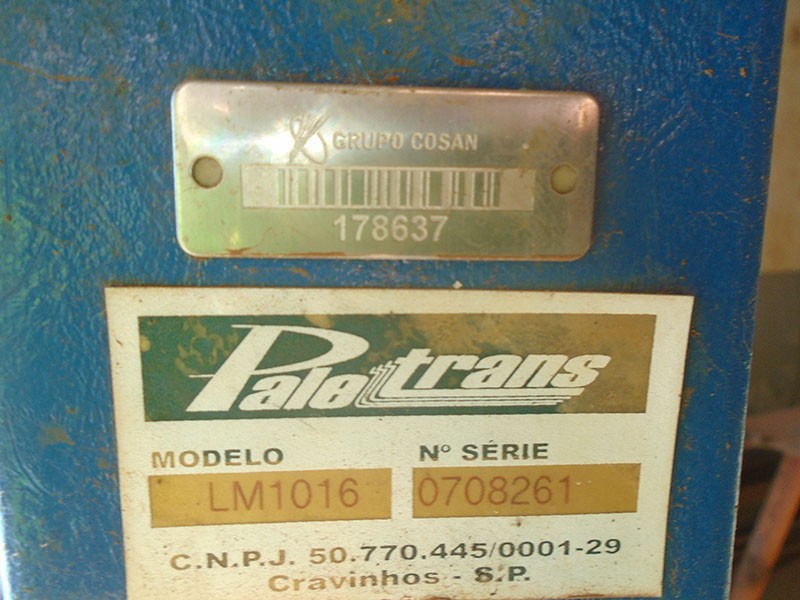 GRUPO COSAN
178637
Paletrans
MODELO Nº SÉRIE
LM1016 0708261
C.N.P.J. 50.770.445/0001-29
Cravinhos - S.P.